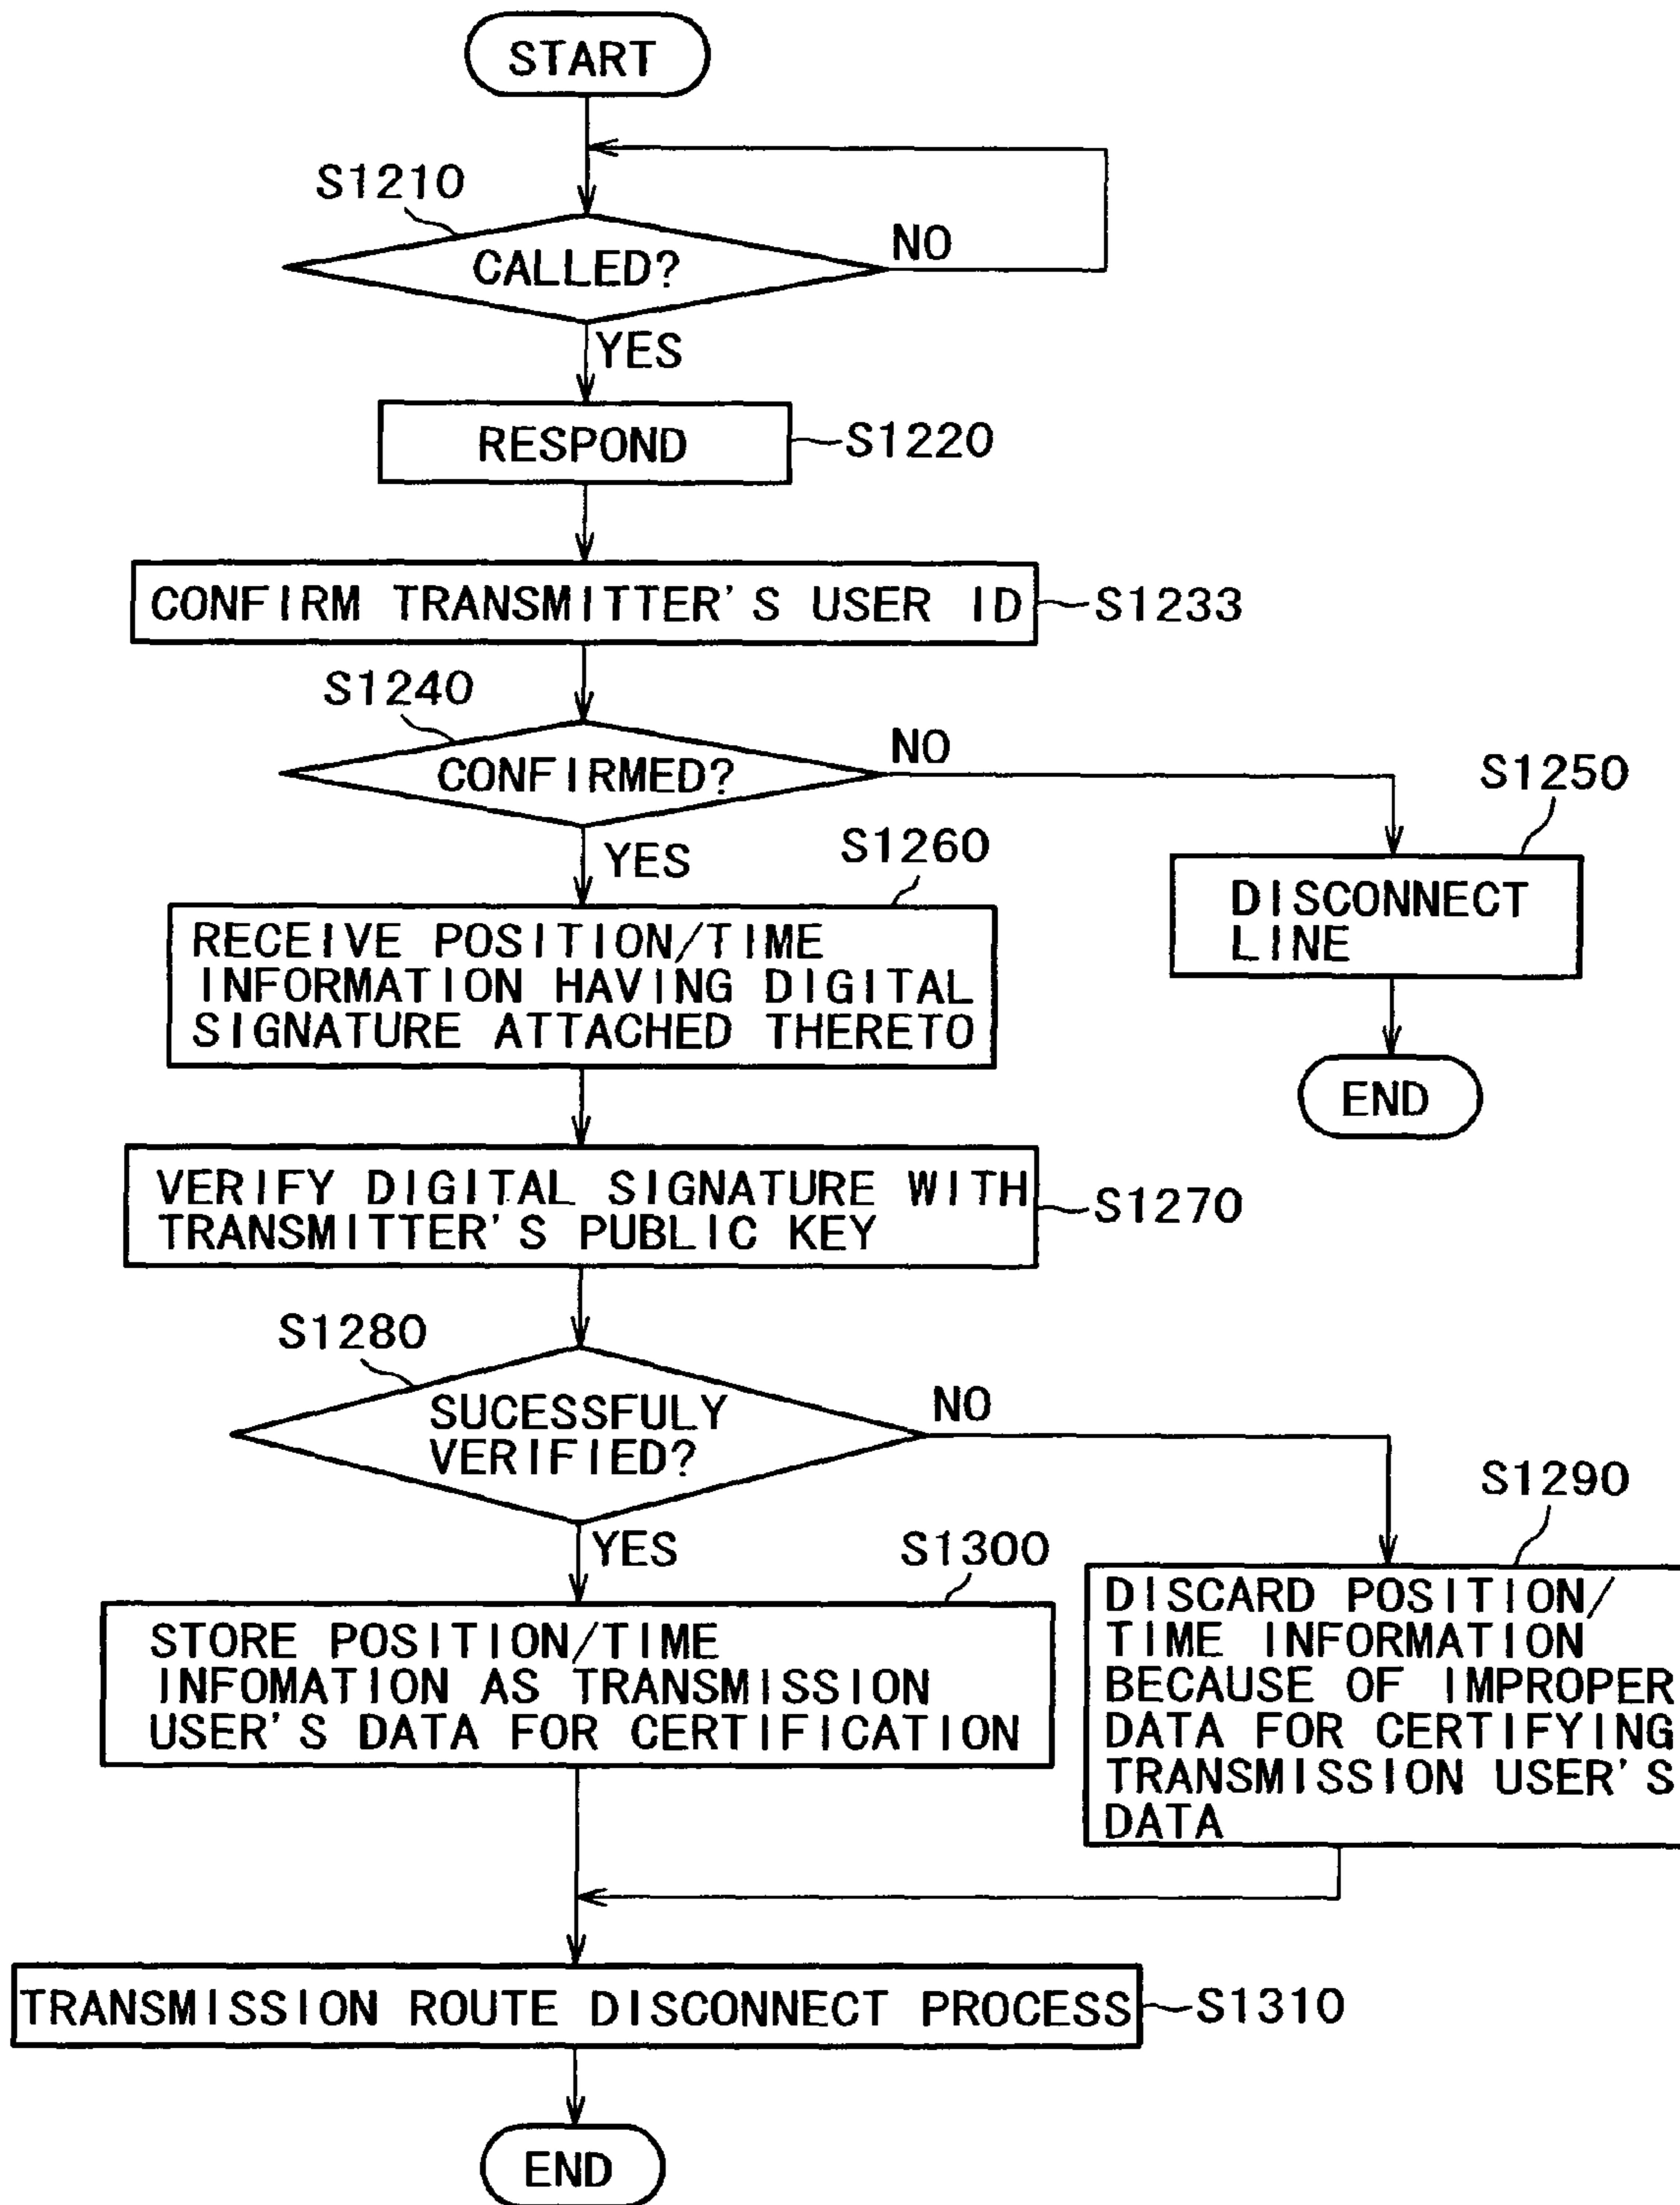 START
S1210
CALLED?
NO
YES
RESPOND
S1220
CONFIRM TRANSMITTER'S USER ID
S1233
S1240
CONFIRMED?
NO
YES
S1250
DISCONNECT
LINE
END
S1260
RECEIVE POSITION/TIME
INFORMATION HAVING DIGITAL
SIGNATURE ATTACHED THERETO
VERIFY DIGITAL SIGNATURE WITH
TRANSMITTER'S PUBLIC KEY
S1270
S1280
SUCESSFULY
VERIFIED?
NO
YES
S1290
DISCARD POSITION/
TIME INFORMATION
BECAUSE OF IMPROPER
DATA FOR CERTIFYING
TRANSMISSION USER'S
DATA
S1300
STORE POSITION/TIME
INFOMATION AS TRANSMISSION
USER'S DATA FOR CERTIFICATION
TRANSMISSION ROUTE DISCONNECT PROCESS
S1310
END